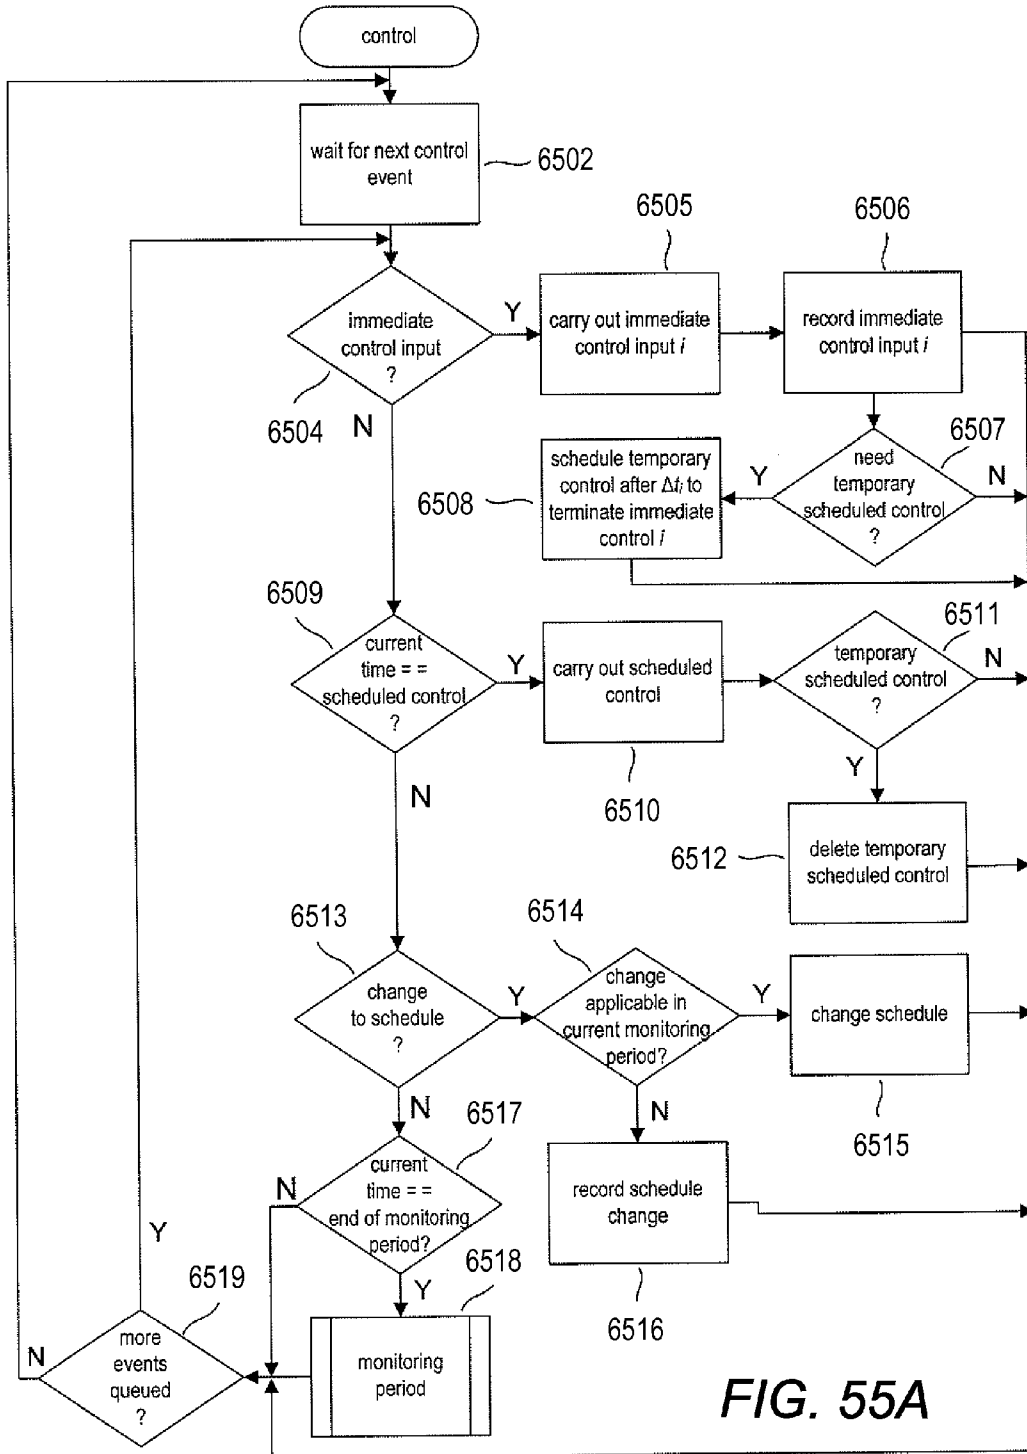 control
wait for next control
event
6502
6505
6506
immediate
control input
?
Y
carry out immediate
control input i
record immediate
control input i
6504
N
6507
schedule temporary
control after Δti to
terminate immediate
control i
Y
need
temporary
scheduled control
?
N
6508
6509
current
time = =
scheduled control
?
Y
carry out scheduled
control
6511
temporary
scheduled control
?
N
N
6510
Y
6512
delete temporary
scheduled control
6513
6514
change
to schedule
?
Y
change
applicable in
current monitoring
period?
Y
change schedule
N
6517
N
6515
current
time = =
end of monitoring
period?
N
record schedule
change
Y
6519
Y
6518
6516
more
events
queued
?
N
monitoring
period
FIG. 55A